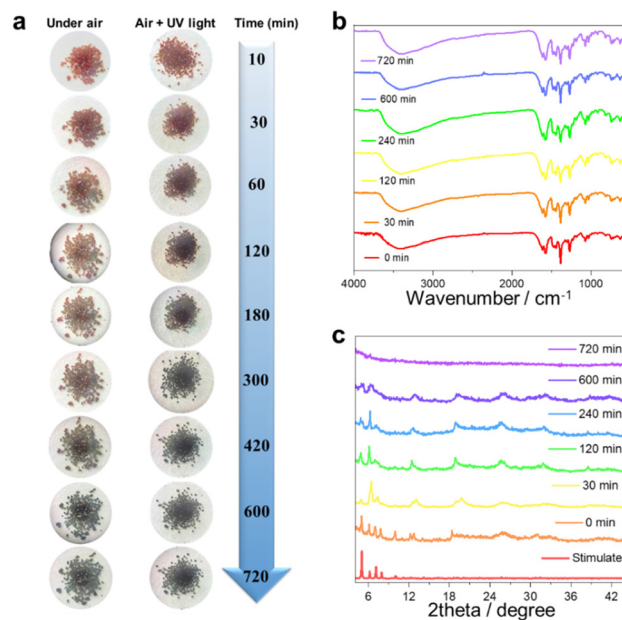 a
Under air Air + UV light Time (min)
10
30
60
120
180
300
420
600
720
b
720 min
600 min
240 min
120 min
30 min
0 min
4000 3000 2000 1000
Wavenumber / cm⁻¹
c
720 min
600 min
240 min
120 min
30 min
0 min
Stimulate
6 12 18 24 30 36 42
2theta / degree